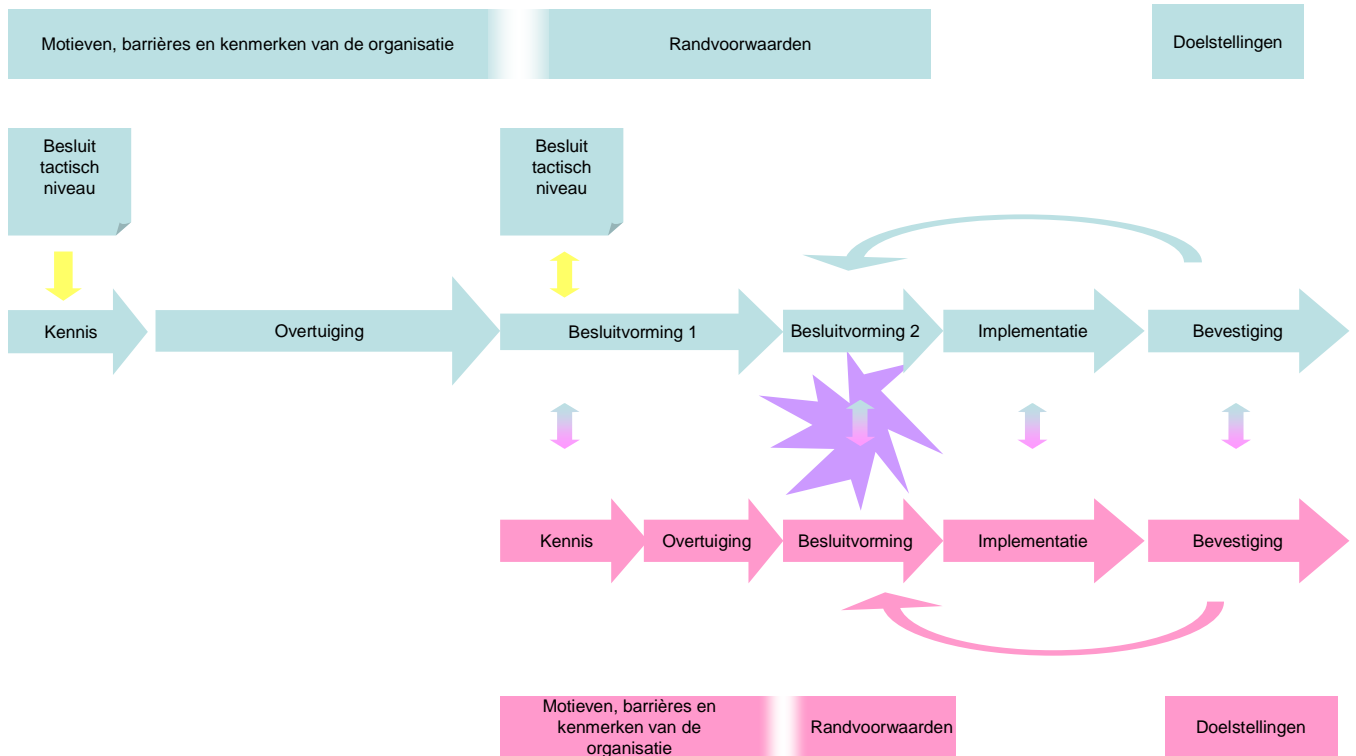 Motieven, barrières en kenmerken van de organisatie
Randvoorwaarden
Doelstellingen
Besluit
tactisch
niveau
Besluit
tactisch
niveau
Kennis
Overtuiging
Besluitvorming 1
Besluitvorming 2
Implementatie
Bevestiging
Kennis
Overtuiging
Besluitvorming
Implementatie
Bevestiging
Motieven, barrières en
kenmerken van de
organisatie
Randvoorwaarden
Doelstellingen